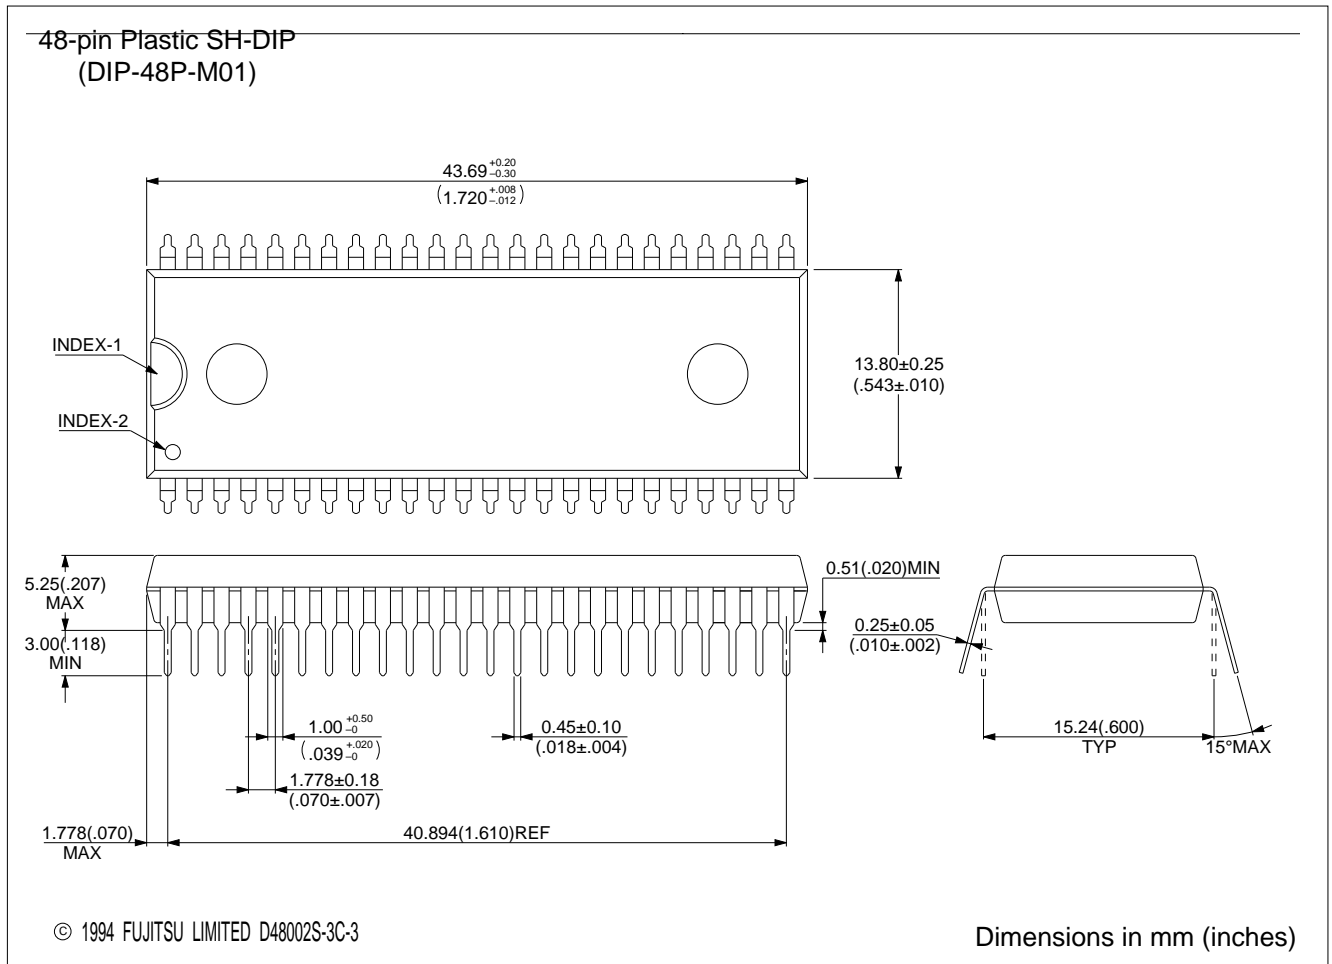 48-pin Plastic SH-DIP
(DIP-48P-M01)
43.69 +0.20 –0.30
(1.720 +.008 –.012)
INDEX-1
13.80±0.25
(.543±.010)
INDEX-2
5.25(.207)
MAX
0.51(.020)MIN
3.00(.118)
MIN
0.25±0.05
(.010±.002)
1.00 +0.50 –0
(.039 +.020 –0)
0.45±0.10
(.018±.004)
15.24(.600)
TYP
15°MAX
1.778±0.18
(.070±.007)
1.778(.070)
MAX
40.894(1.610)REF
© 1994 FUJITSU LIMITED D48002S-3C-3
Dimensions in mm (inches)